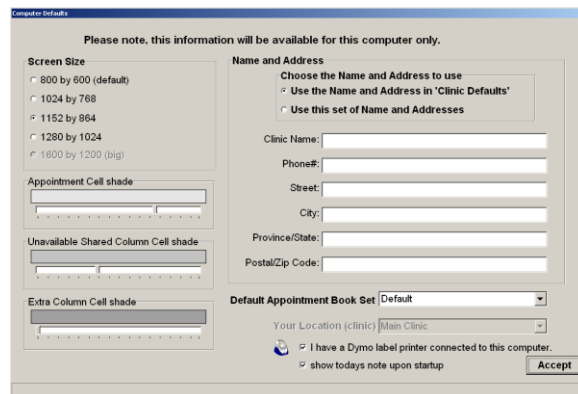 Computer Defaults
Please note, this information will be available for this computer only.
Screen Size
800 by 600 (default)
1024 by 768
1152 by 864
1280 by 1024
1600 by 1200 (big)
Appointment Cell shade
Unavailable Shared Column Cell shade
Extra Column Cell shade
Name and Address
Choose the Name and Address to use
Use the Name and Address in 'Clinic Defaults'
Use this set of Name and Addresses
Clinic Name:
Phone#:
Street:
City:
Province/State:
Postal/Zip Code:
Default Appointment Book Set Default
Your Location (clinic) Main Clinic
I have a Dymo label printer connected to this computer.
show todays note upon startup
Accept